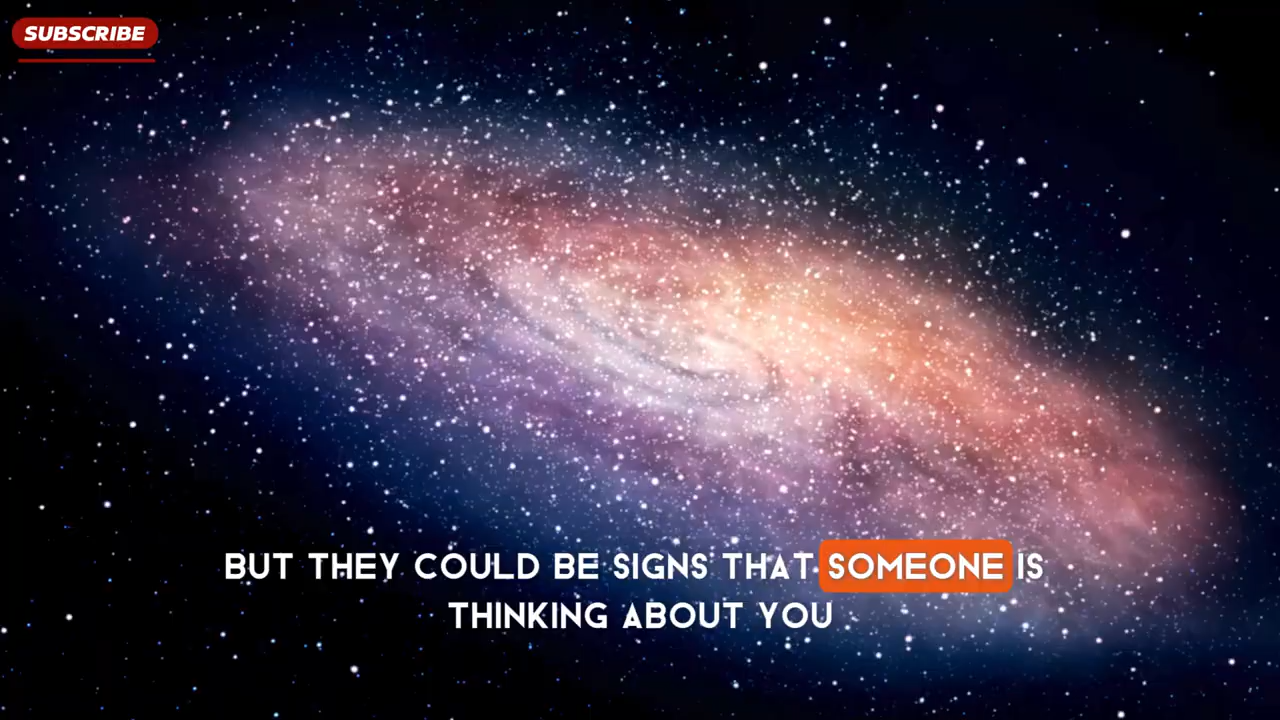 SUBSCRIBE
BUT THEY COULD BE SIGNS THAT SOMEONE IS
THINKING ABOUT YOU